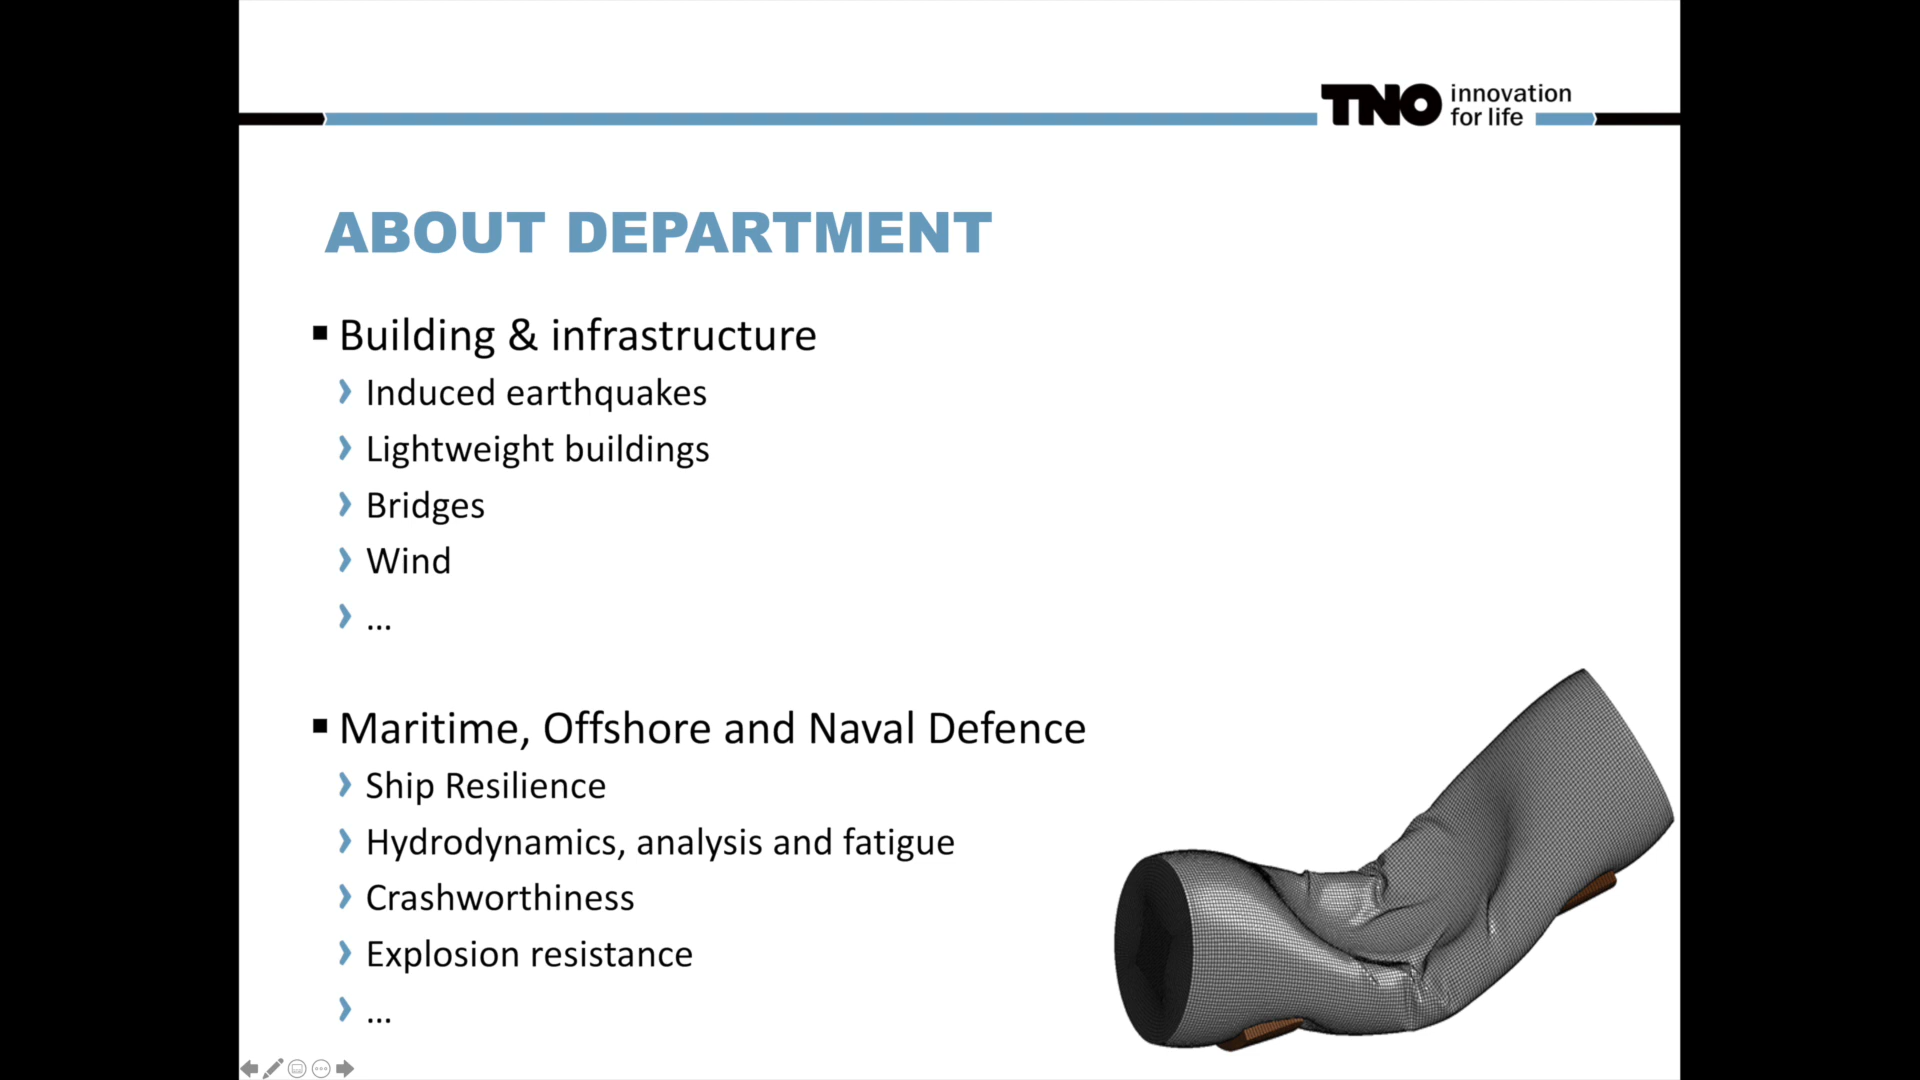 TNO innovation
for life
ABOUT DEPARTMENT
▪ Building & infrastructure
› Induced earthquakes
› Lightweight buildings
› Bridges
› Wind
› ...
▪ Maritime, Offshore and Naval Defence
› Ship Resilience
› Hydrodynamics, analysis and fatigue
› Crashworthiness
› Explosion resistance
› ...